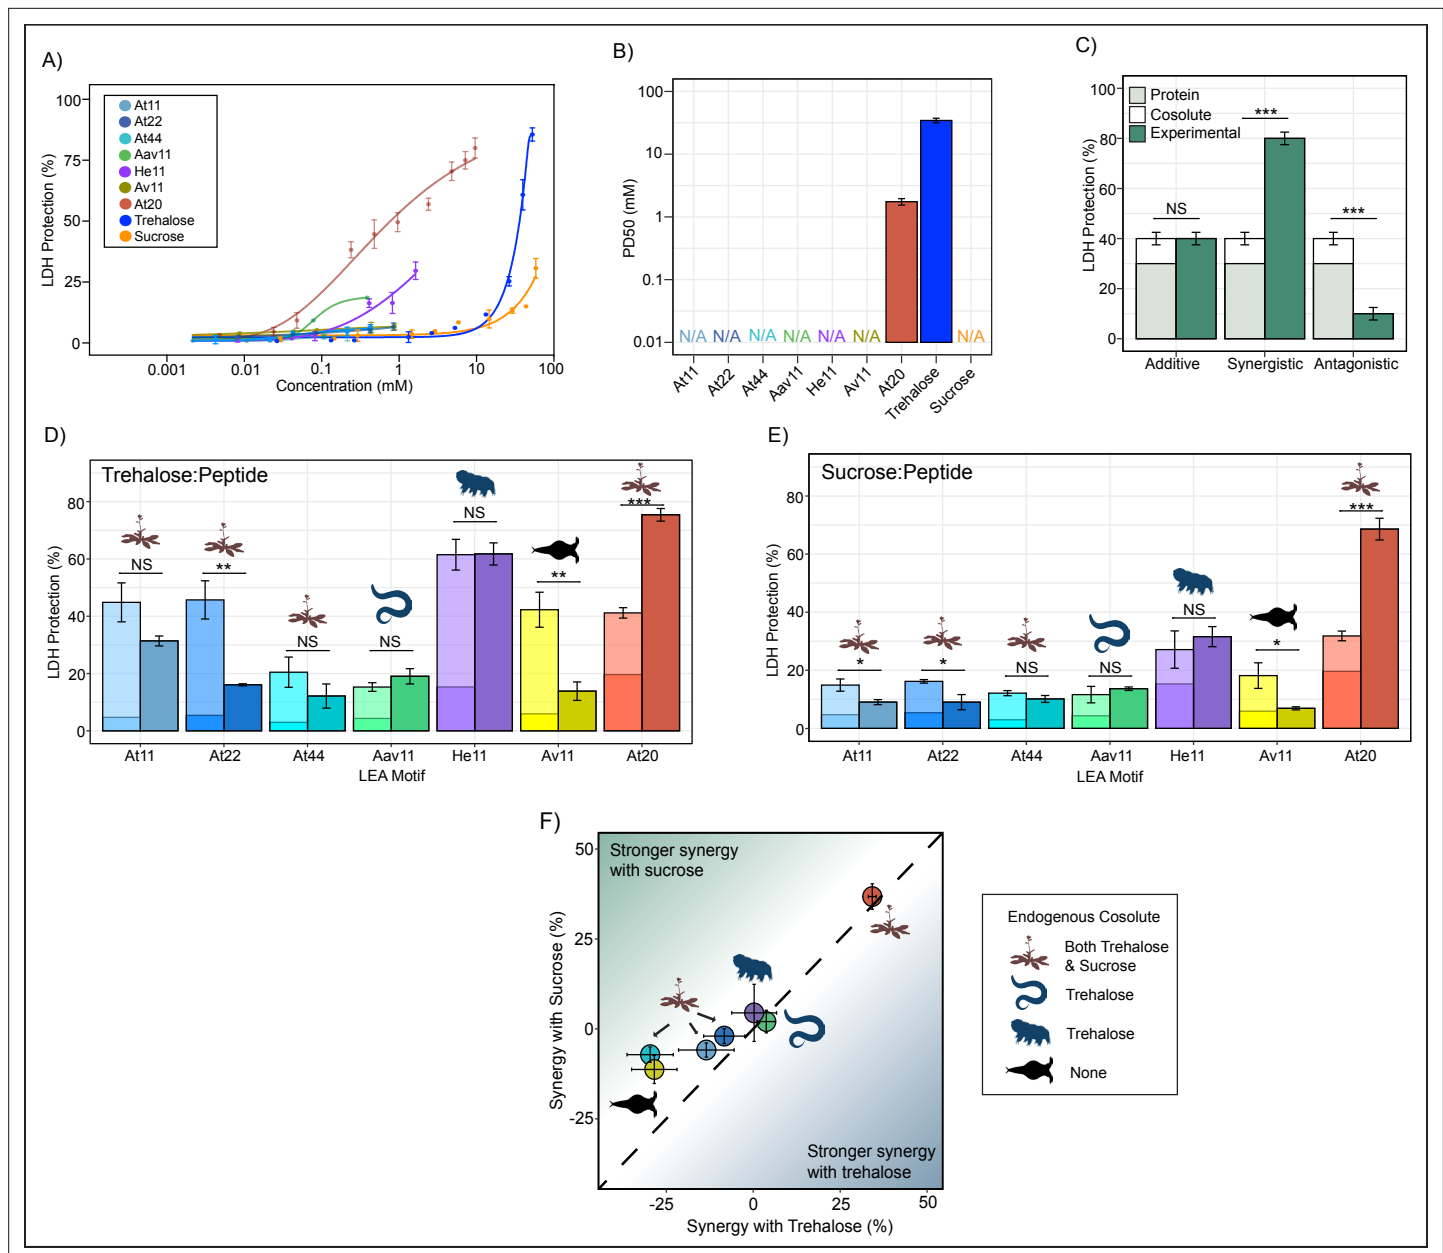 A)
LDH Protection (%)
100
75
50
25
0
At11
At22
At44
Aav11
He11
Av11
At20
Trehalose
Sucrose
0.001
0.01
0.1
1
10
100
Concentration (mM)
B)
PD50 (mM)
100
10
1
0.1
0.01
N/A N/A N/A N/A N/A N/A N/A
At11
At22
At44
Aav11
He11
Av11
At20
Trehalose
Sucrose
C)
LDH Protection (%)
100
80
60
40
20
0
Protein
Cosolute
Experimental
NS
***
***
Additive
Synergistic
Antagonistic
D)
Trehalose:Peptide
LDH Protection (%)
80
60
40
20
0
NS
**
NS
NS
NS
**
***
At11
At22
At44
Aav11
He11
Av11
At20
LEA Motif
E)
Sucrose:Peptide
LDH Protection (%)
80
60
40
20
0
*
*
NS
NS
NS
*
***
At11
At22
At44
Aav11
He11
Av11
At20
LEA Motif
F)
Stronger synergy
with sucrose
Synergy with Sucrose (%)
50
25
0
-25
Stronger synergy
with trehalose
-25
0
25
50
Synergy with Trehalose (%)
Endogenous Cosolute
Both Trehalose
& Sucrose
Trehalose
Trehalose
None